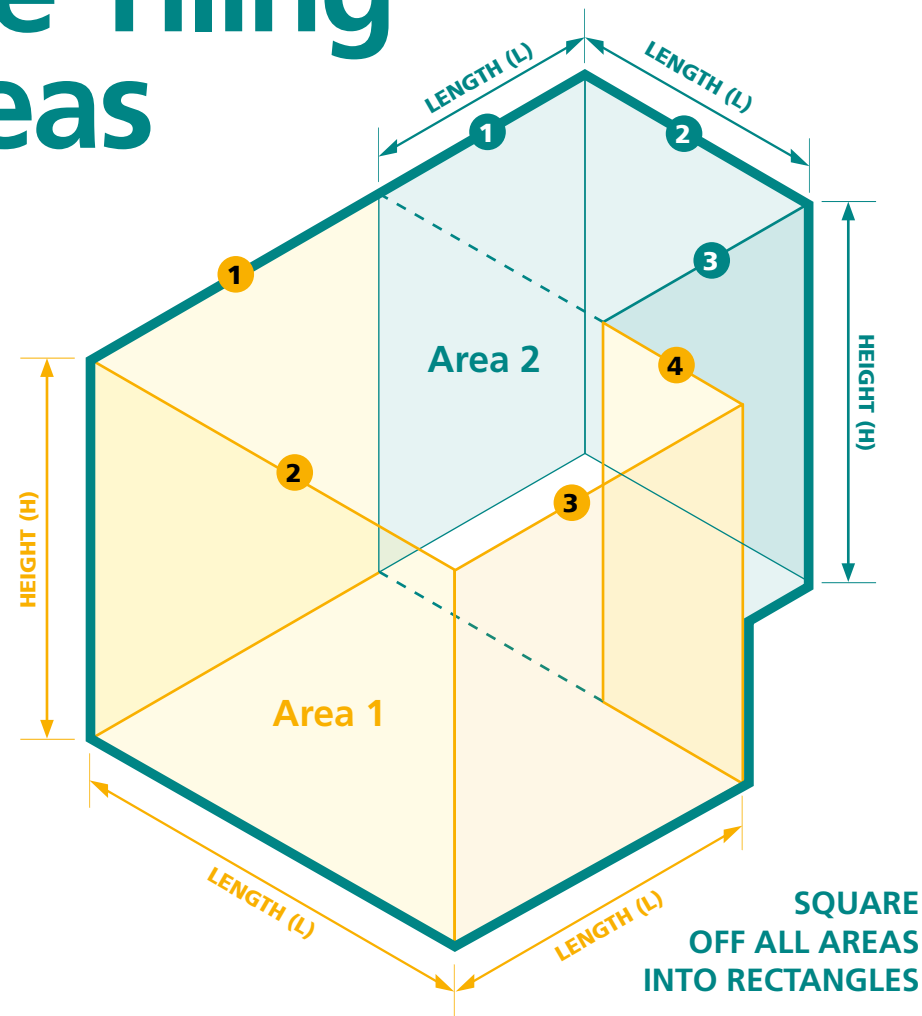 Tiling
LENGTH (L)
LENGTH (L)
1
2
1
3
HEIGHT (H)
Area 2
4
2
3
HEIGHT (H)
Area 1
LENGTH (L)
LENGTH (L)
SQUARE
OFF ALL AREAS
INTO RECTANGLES